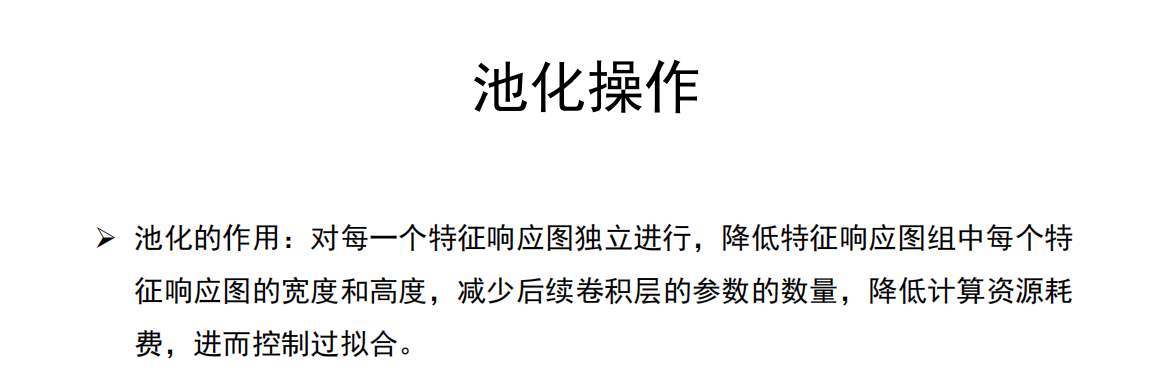 池化操作
➢ 池化的作用：对每一个特征响应图独立进行，降低特征响应图组中每个特
征响应图的宽度和高度，减少后续卷积层的参数的数量，降低计算资源耗
费，进而控制过拟合。